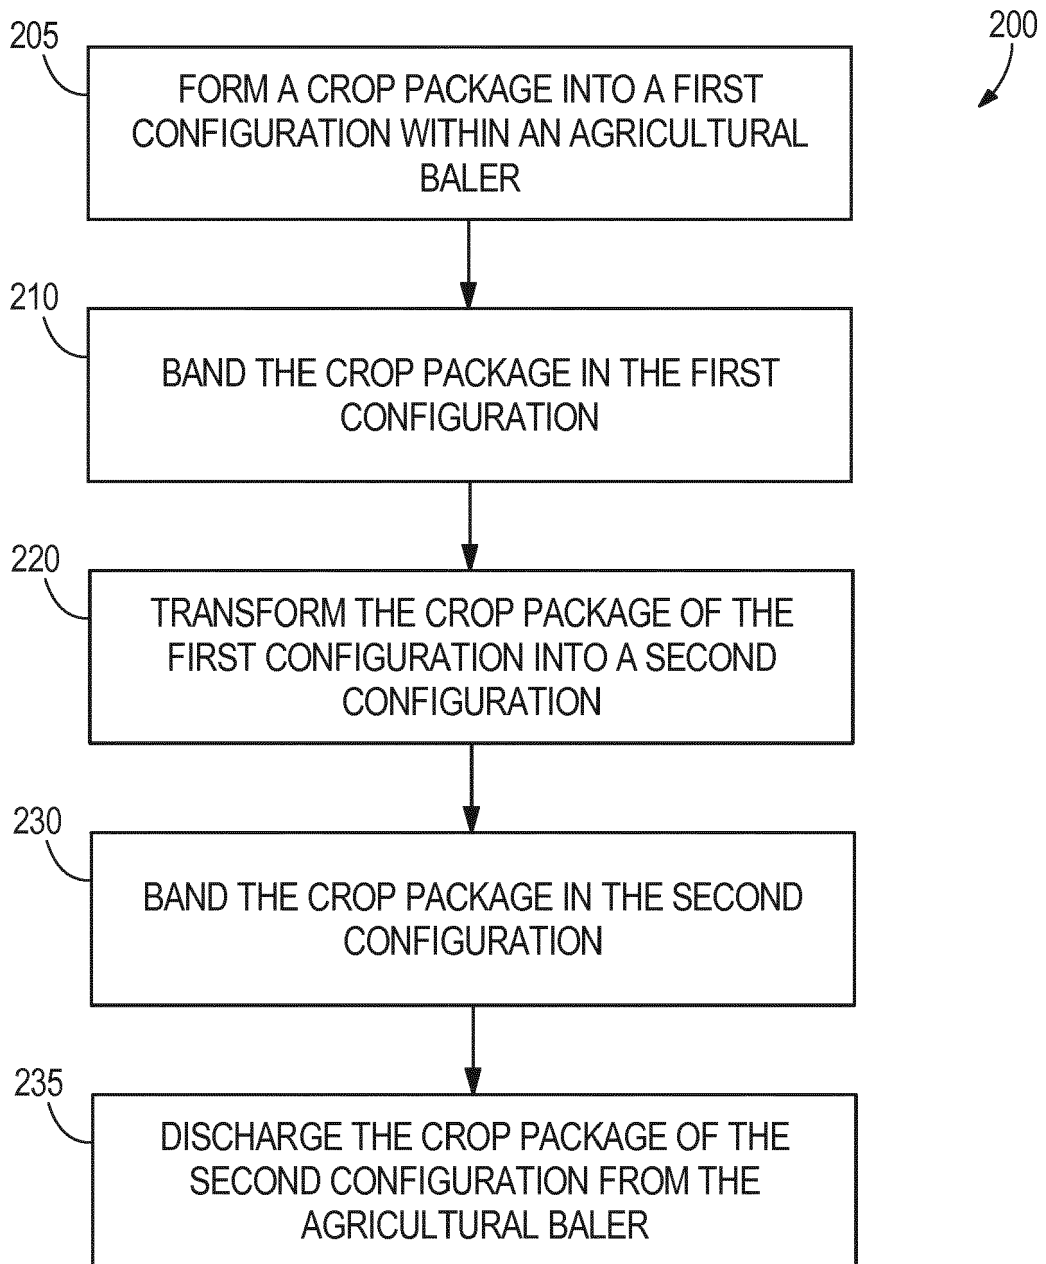 205
200
FORM A CROP PACKAGE INTO A FIRST
CONFIGURATION WITHIN AN AGRICULTURAL
BALER
210
BAND THE CROP PACKAGE IN THE FIRST
CONFIGURATION
220
TRANSFORM THE CROP PACKAGE OF THE
FIRST CONFIGURATION INTO A SECOND
CONFIGURATION
230
BAND THE CROP PACKAGE IN THE SECOND
CONFIGURATION
235
DISCHARGE THE CROP PACKAGE OF THE
SECOND CONFIGURATION FROM THE
AGRICULTURAL BALER